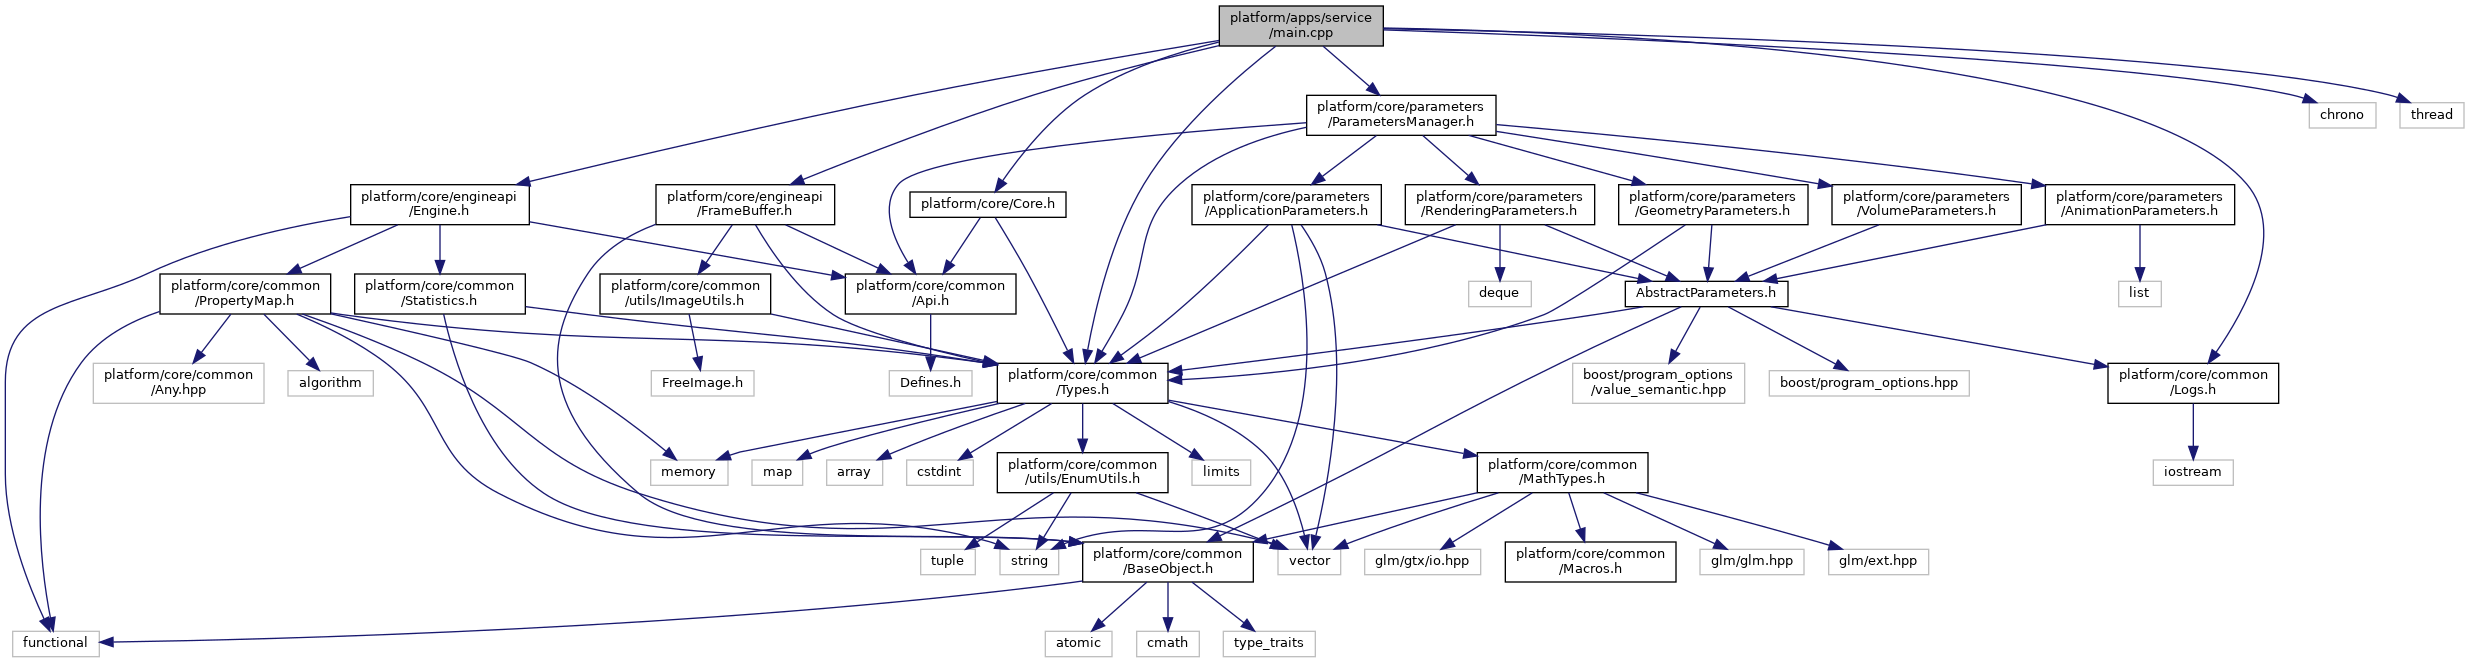 platform/apps/service
/main.cpp
platform/core/parameters
/ParametersManager.h
chrono
thread
platform/core/engineapi
/Engine.h
platform/core/engineapi
/FrameBuffer.h
platform/core/Core.h
platform/core/parameters
/ApplicationParameters.h
platform/core/parameters
/RenderingParameters.h
platform/core/parameters
/GeometryParameters.h
platform/core/parameters
/VolumeParameters.h
platform/core/parameters
/AnimationParameters.h
platform/core/common
/PropertyMap.h
platform/core/common
/Statistics.h
platform/core/common
/utils/ImageUtils.h
platform/core/common
/Api.h
deque
AbstractParameters.h
list
platform/core/common
/Any.hpp
algorithm
FreeImage.h
Defines.h
platform/core/common
/Types.h
boost/program_options
/value_semantic.hpp
boost/program_options.hpp
platform/core/common
/Logs.h
memory
map
array
cstdint
platform/core/common
/utils/EnumUtils.h
limits
platform/core/common
/MathTypes.h
iostream
tuple
string
platform/core/common
/BaseObject.h
vector
glm/gtx/io.hpp
platform/core/common
/Macros.h
glm/glm.hpp
glm/ext.hpp
functional
atomic
cmath
type_traits